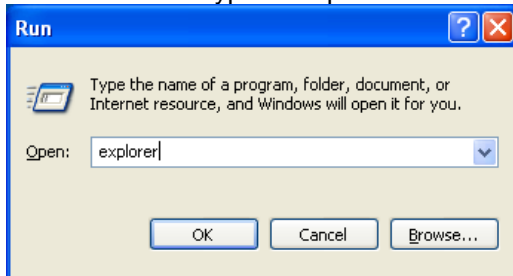 Run
Type the name of a program, folder, document, or
Internet resource, and Windows will open it for you.
Open: explorer
OK Cancel Browse...